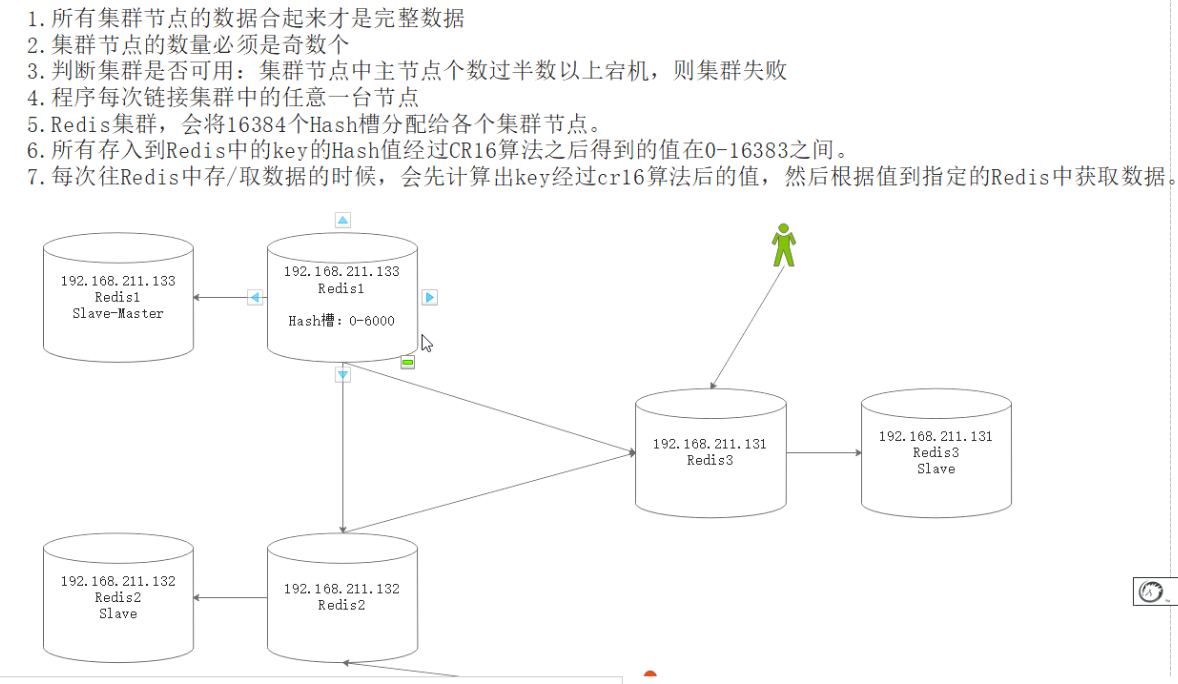 1.所有集群节点的数据合起来才是完整数据
2.集群节点的数量必须是奇数个
3.判断集群是否可用：集群节点中主节点个数过半数以上宕机，则集群失败
4.程序每次链接集群中的任意一台节点
5.Redis集群，会将16384个Hash槽分配给各个集群节点。
6.所有存入到Redis中的key的Hash值经过CR16算法之后得到的值在0-16383之间。
7.每次往Redis中存/取数据的时候，会先计算出key经过cr16算法后的值，然后根据值到指定的Redis中获取数据。
192.168.211.133
Redis1
Slave-Master
192.168.211.133
Redis1
Hash槽：0-6000
192.168.211.131
Redis3
192.168.211.131
Redis3
Slave
192.168.211.132
Redis2
Slave
192.168.211.132
Redis2